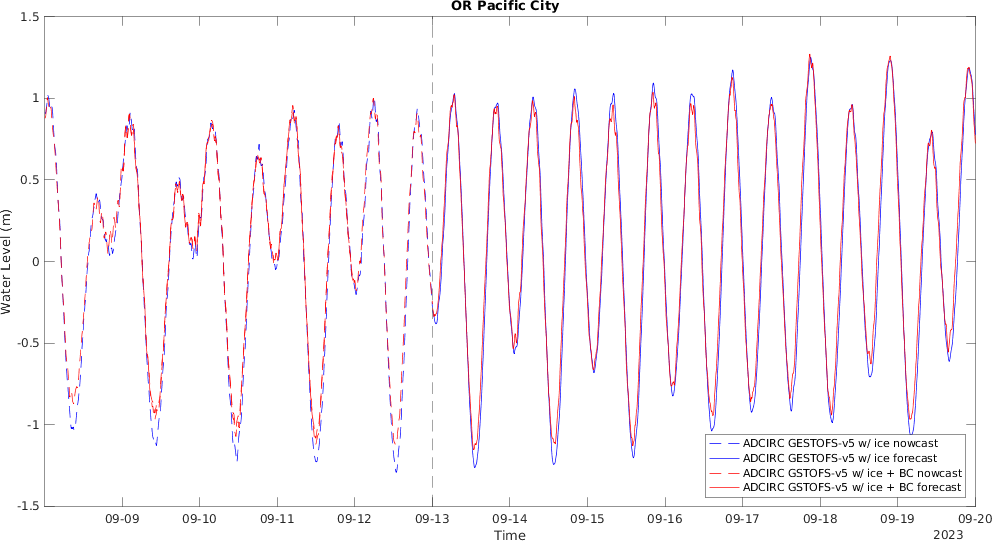 OR Pacific City
1.5
1
0.5
0
-0.5
-1
-1.5
Water Level (m)
ADCIRC GESTOFS-v5 w/ ice nowcast
ADCIRC GESTOFS-v5 w/ ice forecast
ADCIRC GSTOFS-v5 w/ ice + BC nowcast
ADCIRC GSTOFS-v5 w/ ice + BC forecast
09-09 09-10 09-11 09-12 09-13 09-14 09-15 09-16 09-17 09-18 09-19 09-20
Time
2023